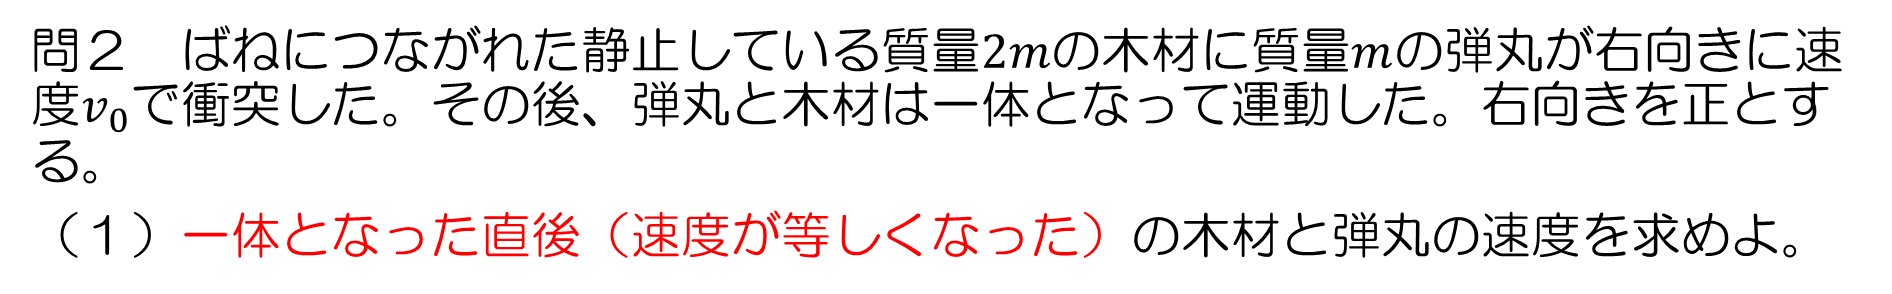 問２　ばねにつながれた静止している質量2mの木材に質量mの弾丸が右向きに速
度v₀で衝突した。その後、弾丸と木材は一体となって運動した。右向きを正とす
る。
（１）一体となった直後（速度が等しくなった）の木材と弾丸の速度を求めよ。